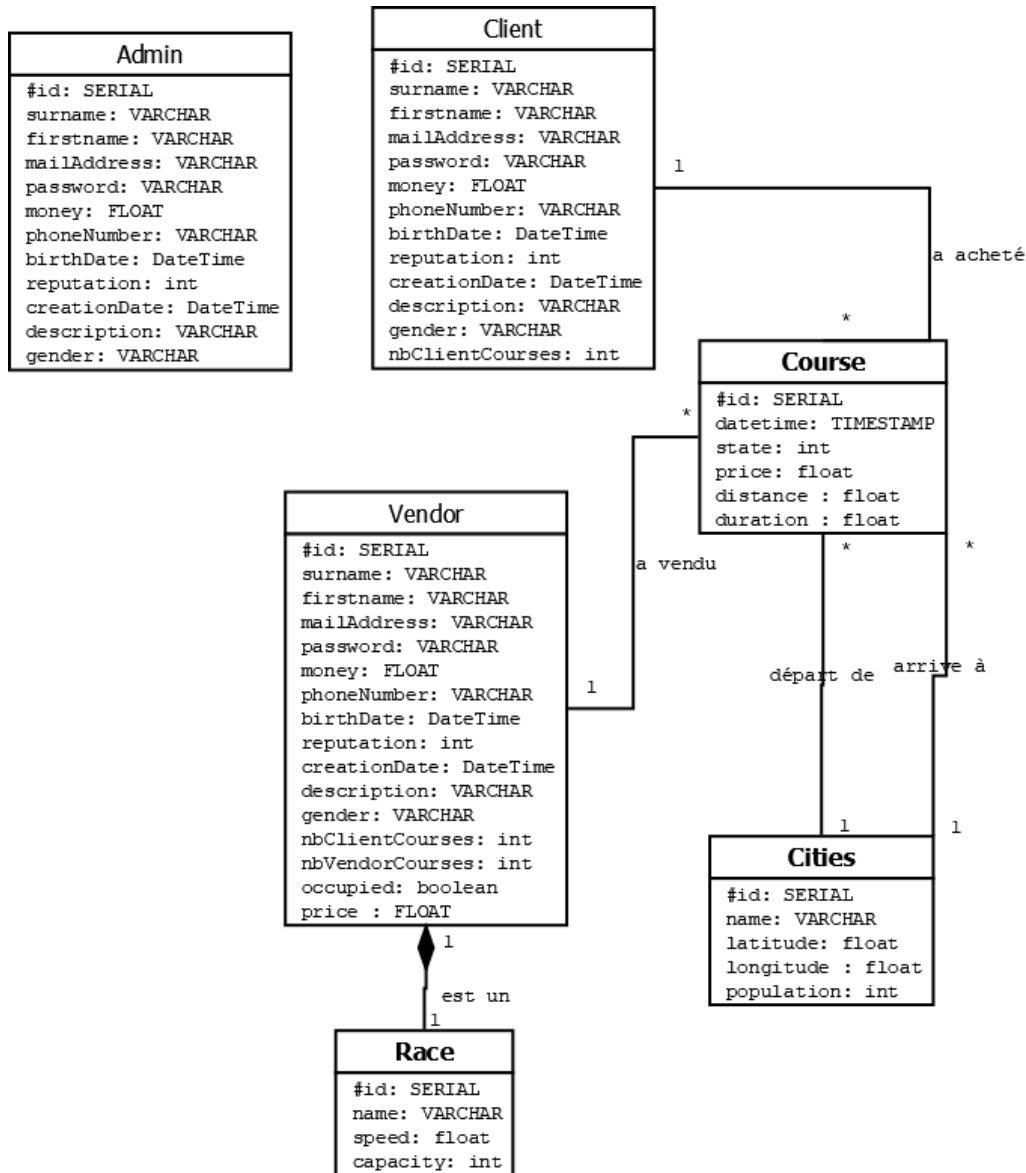 Admin
#id: SERIAL
surname: VARCHAR
firstname: VARCHAR
mailAddress: VARCHAR
password: VARCHAR
money: FLOAT
phoneNumber: VARCHAR
birthDate: DateTime
reputation: int
creationDate: DateTime
description: VARCHAR
gender: VARCHAR
Client
#id: SERIAL
surname: VARCHAR
firstname: VARCHAR
mailAddress: VARCHAR
password: VARCHAR
money: FLOAT
phoneNumber: VARCHAR
birthDate: DateTime
reputation: int
creationDate: DateTime
description: VARCHAR
gender: VARCHAR
nbClientCourses: int
1
a acheté
*
Course
#id: SERIAL
datetime: TIMESTAMP
state: int
price: float
distance : float
duration : float
*
a vendu
1
Vendor
#id: SERIAL
surname: VARCHAR
firstname: VARCHAR
mailAddress: VARCHAR
password: VARCHAR
money: FLOAT
phoneNumber: VARCHAR
birthDate: DateTime
reputation: int
creationDate: DateTime
description: VARCHAR
gender: VARCHAR
nbClientCourses: int
nbVendorCourses: int
occupied: boolean
price : FLOAT
*
*
départ de
arrive à
1
1
Cities
#id: SERIAL
name: VARCHAR
latitude: float
longitude : float
population: int
1
est un
1
Race
#id: SERIAL
name: VARCHAR
speed: float
capacity: int